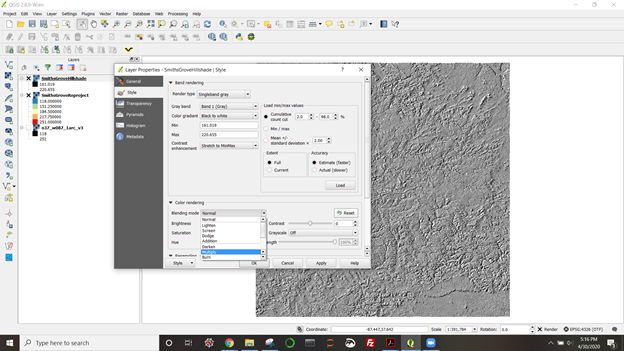 QGIS 2.8.9-Wien
Project Edit View Layer Settings Plugins Vector Raster Database Web MMQGIS Processing Help
Layers
SmithsGroveHillshade
181.019
220.655
SmithsGroveReproject
118.000000
151.250000
184.500000
217.750000
251.000000
n37_w087_1arc_v3
118
251
Layer Properties - SmithsGroveHillshade | Style
General
Style
Transparency
Pyramids
Histogram
Metadata
Band rendering
Render type Singleband gray
Gray band Band 1 (Gray)
Color gradient Black to white
Min 181.019
Max 220.655
Contrast enhancement Stretch to MinMax
Load min/max values
Cumulative count cut 2.0 - 98.0 %
Min / max
Mean +/- standard deviation × 2.00
Extent
Full
Current
Accuracy
Estimate (faster)
Actual (slower)
Load
Color rendering
Blending mode Normal
Reset
Normal
Lighten
Screen
Dodge
Addition
Darken
Multiply
Burn
Brightness
Contrast 0
Saturation
Grayscale Off
Hue
100%
Style
OK Cancel Apply Help
Coordinate: -87.447,37.642 Scale 1:391,784 Rotation: 0.0 Render EPSG:4326 (OTF)
Type here to search
5:16 PM
4/30/2020